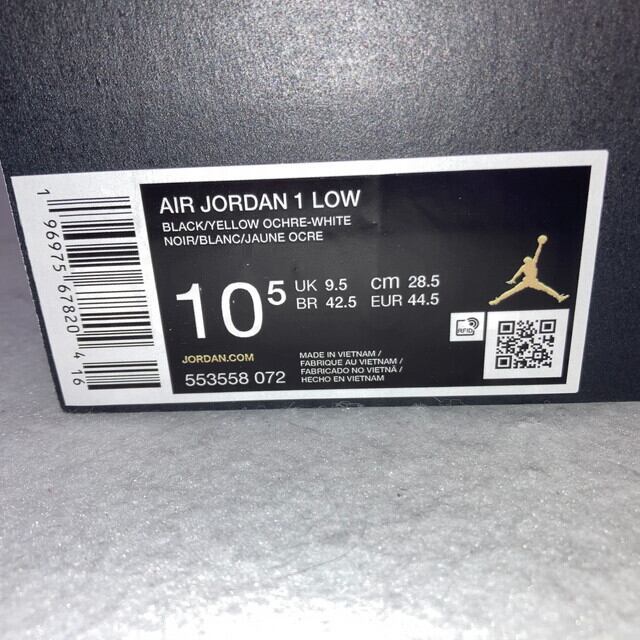 AIR JORDAN 1 LOW
BLACK/YELLOW OCHRE-WHITE
NOIR/BLANC/JAUNE OCRE
10⁵
UK 9.5 CM 28.5
BR 42.5 EUR 44.5
JORDAN.COM
553558 072
MADE IN VIETNAM /
FABRIQUE AU VIETNAM /
FABRICADO NO VIETNÃ /
HECHO EN VIETNAM
RFID
1 96975 67820 4 16